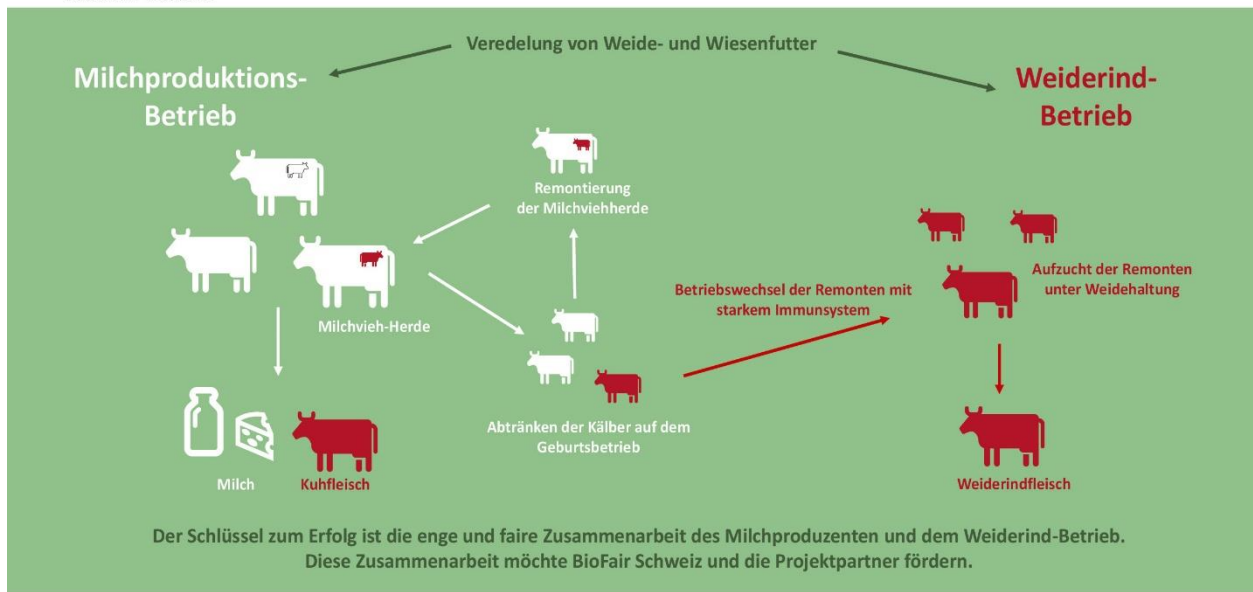 Veredelung von Weide- und Wiesenfutter
Milchproduktions-
Betrieb
Weiderind-
Betrieb
Remontierung
der Milchviehherde
Milchvieh-Herde
Betriebswechsel der Remonten mit
starkem Immunsystem
Aufzucht der Remonten
unter Weidehaltung
Abtränken der Kälber auf dem
Geburtsbetrieb
Milch
Kuhfleisch
Weiderindfleisch
Der Schlüssel zum Erfolg ist die enge und faire Zusammenarbeit des Milchproduzenten und dem Weiderind-Betrieb.
Diese Zusammenarbeit möchte BioFair Schweiz und die Projektpartner fördern.